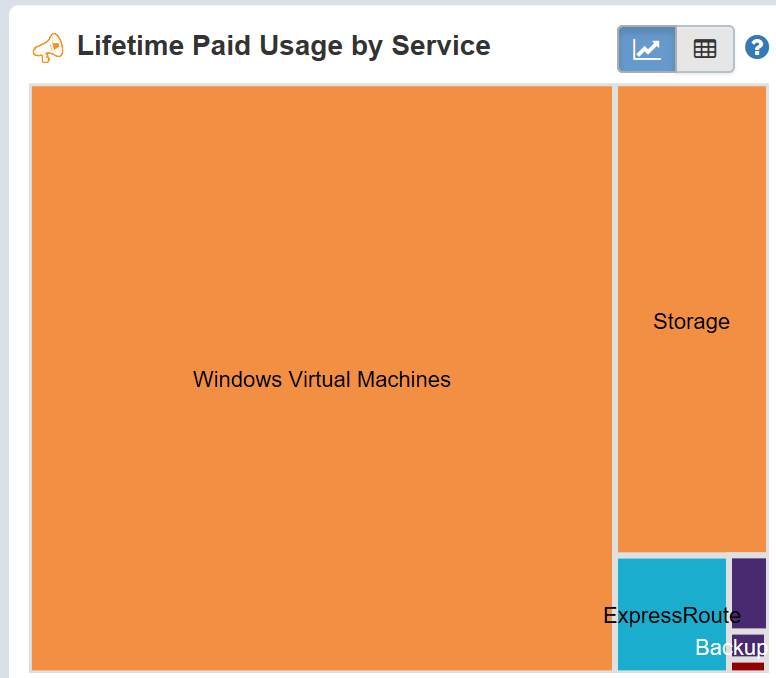 Lifetime Paid Usage by Service
?
Storage
Windows Virtual Machines
ExpressRoute
Backup